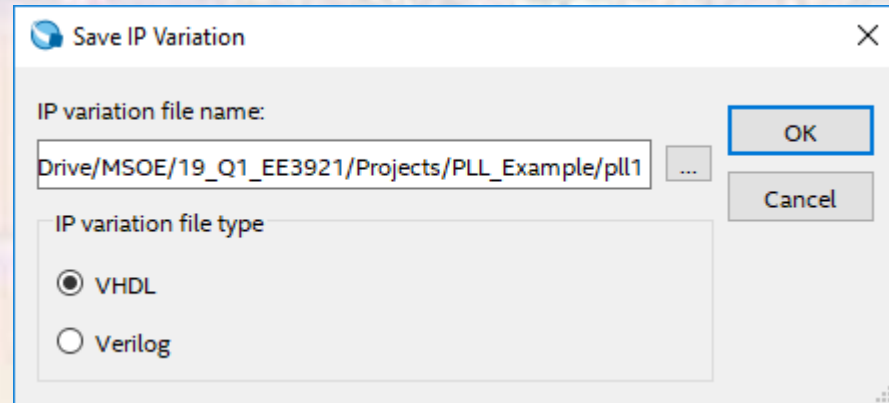 Save IP Variation
IP variation file name:
Drive/MSOE/19_Q1_EE3921/Projects/PLL_Example/pll1
...
OK
Cancel
IP variation file type
VHDL
Verilog